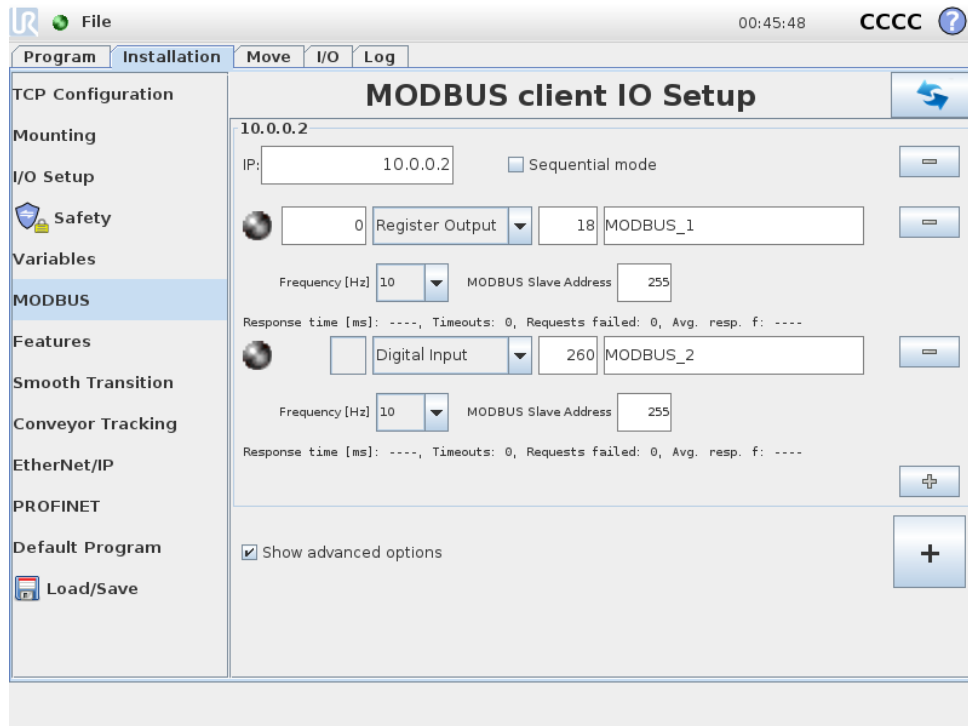 UR File 00:45:48 CCCC ?
Program Installation Move I/O Log
TCP Configuration
Mounting
I/O Setup
Safety
Variables
MODBUS
Features
Smooth Transition
Conveyor Tracking
EtherNet/IP
PROFINET
Default Program
Load/Save
MODBUS client IO Setup
10.0.0.2
IP: 10.0.0.2 Sequential mode
0 Register Output 18 MODBUS_1
Frequency [Hz] 10 MODBUS Slave Address 255
Response time [ms]: ----, Timeouts: 0, Requests failed: 0, Avg. resp. f: ----
Digital Input 260 MODBUS_2
Frequency [Hz] 10 MODBUS Slave Address 255
Response time [ms]: ----, Timeouts: 0, Requests failed: 0, Avg. resp. f: ----
Show advanced options